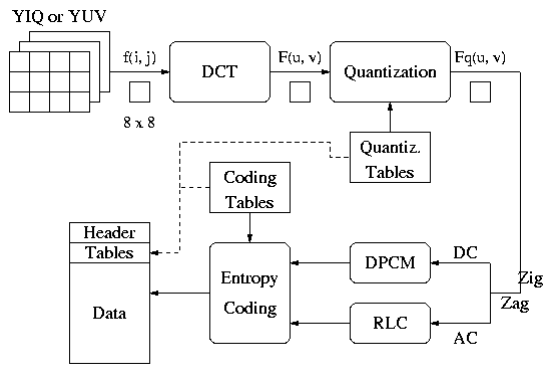 YIQ or YUV
f(i, j)
DCT
F(u, v)
Quantization
Fq(u, v)
8 x 8
Quantiz.
Tables
Coding
Tables
Header
Tables
Data
Entropy
Coding
DPCM
DC
RLC
AC
Zig
Zag